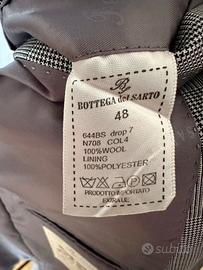 BOTTEGA del SARTO
48
644BS drop 7
N708 COL4
100%WOOL
LINING
100%POLYESTER
PRODOTTO IMPORTATO
EXTRA UE
subito